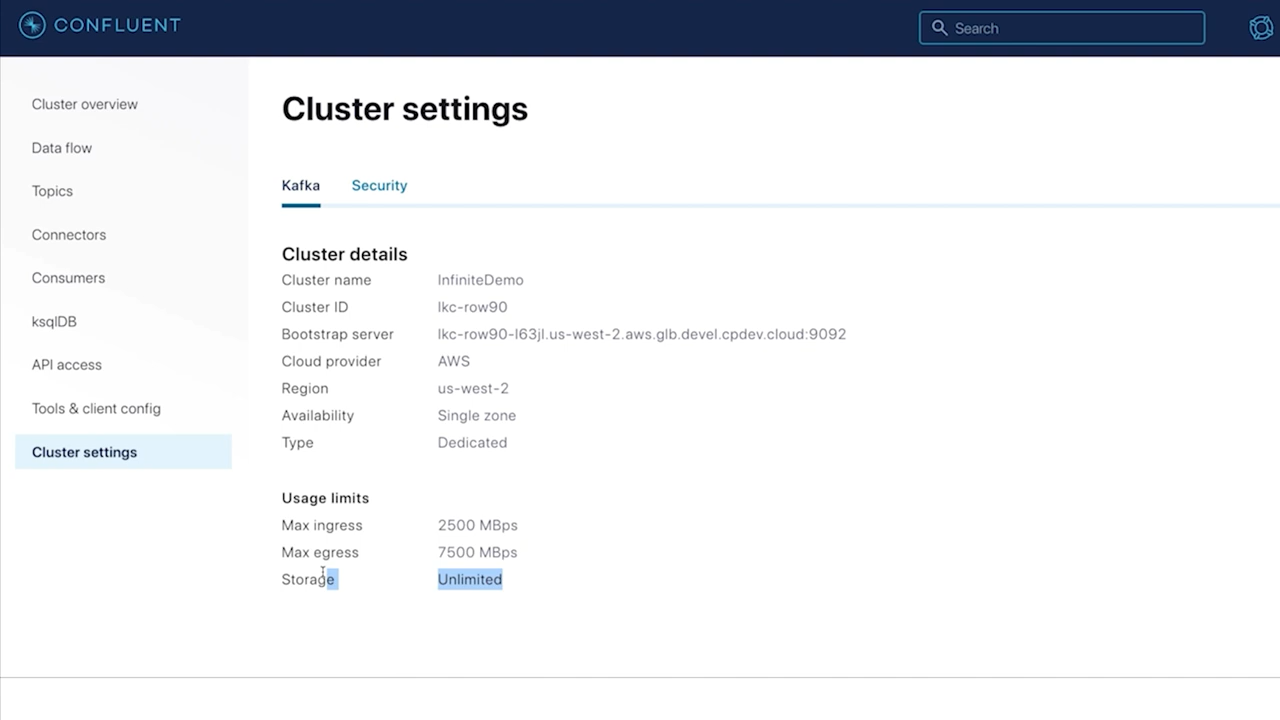 CONFLUENT
Search
Cluster overview
Data flow
Topics
Connectors
Consumers
ksqlDB
API access
Tools & client config
Cluster settings
Cluster settings
Kafka Security
Cluster details
Cluster name InfiniteDemo
Cluster ID lkc-row90
Bootstrap server lkc-row90-l63jl.us-west-2.aws.glb.devel.cpdev.cloud:9092
Cloud provider AWS
Region us-west-2
Availability Single zone
Type Dedicated
Usage limits
Max ingress 2500 MBps
Max egress 7500 MBps
Storage Unlimited